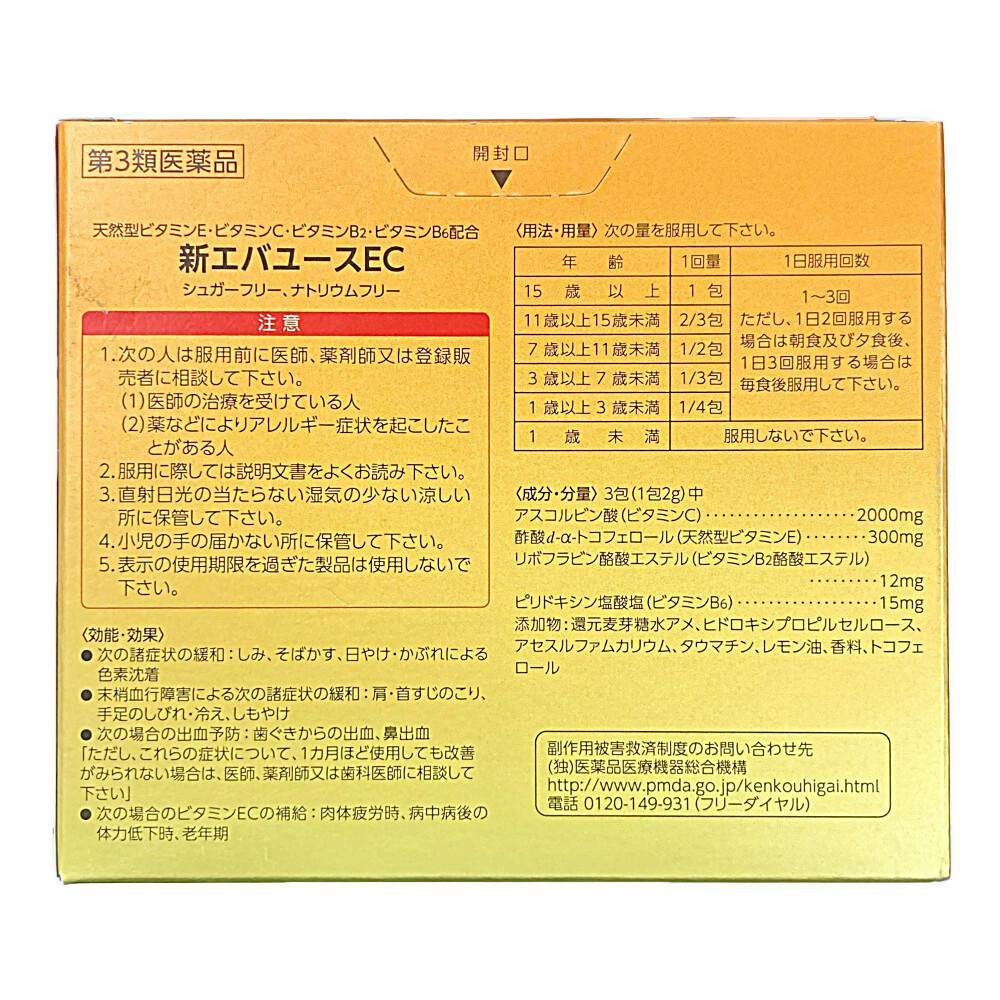 第3類医薬品
開封口
天然型ビタミンE・ビタミンC・ビタミンB2・ビタミンB6配合
新エバユースEC
シュガーフリー、ナトリウムフリー
注意
1.次の人は服用前に医師、薬剤師又は登録販
売者に相談して下さい。
(1)医師の治療を受けている人
(2)薬などによりアレルギー症状を起こしたこ
とがある人
2.服用に際しては説明文書をよくお読み下さい。
3.直射日光の当たらない湿気の少ない涼しい
所に保管して下さい。
4.小児の手の届かない所に保管して下さい。
5.表示の使用期限を過ぎた製品は使用しないで
下さい。
〈効能・効果〉
●次の諸症状の緩和：しみ、そばかす、日やけ・かぶれによる
色素沈着
●末梢血行障害による次の諸症状の緩和：肩・首すじのこり、
手足のしびれ・冷え、しもやけ
●次の場合の出血予防：歯ぐきからの出血、鼻出血
「ただし、これらの症状について、1カ月ほど使用しても改善
がみられない場合は、医師、薬剤師又は歯科医師に相談して
下さい」
●次の場合のビタミンECの補給：肉体疲労時、病中病後の
体力低下時、老年期
〈用法・用量〉次の量を服用して下さい。
年齢 1回量 1日服用回数
15歳以上 1包
11歳以上15歳未満 2/3包
7歳以上11歳未満 1/2包
3歳以上7歳未満 1/3包
1歳以上3歳未満 1/4包
1～3回
ただし、1日2回服用する
場合は朝食及び夕食後、
1日3回服用する場合は
毎食後服用して下さい。
1歳未満 服用しないで下さい。
〈成分・分量〉3包(1包2g)中
アスコルビン酸(ビタミンC)・・・・・・・・・・・・・・・・・・・2000mg
酢酸d-α-トコフェロール(天然型ビタミンE)・・・・・・・・300mg
リボフラビン酪酸エステル(ビタミンB2酪酸エステル)
・・・・・・・・・12mg
ピリドキシン塩酸塩(ビタミンB6)・・・・・・・・・・・・・・・・・15mg
添加物：還元麦芽糖水アメ、ヒドロキシプロピルセルロース、
アセスルファムカリウム、タウマチン、レモン油、香料、トコフェ
ロール
副作用被害救済制度のお問い合わせ先
(独)医薬品医療機器総合機構
http://www.pmda.go.jp/kenkouhigai.html
電話 0120-149-931(フリーダイヤル)